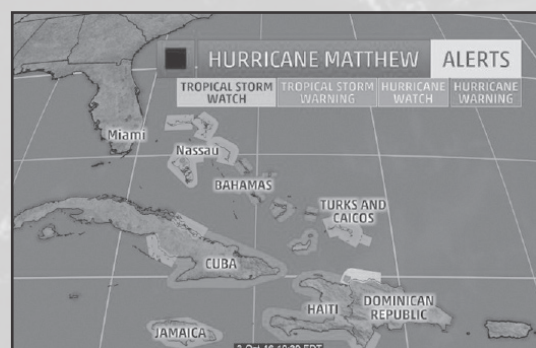 HURRICANE MATTHEW ALERTS
TROPICAL STORM WATCH
TROPICAL STORM WARNING
HURRICANE WATCH
HURRICANE WARNING
Miami
Nassau
BAHAMAS
TURKS AND
CAICOS
CUBA
HAITI
DOMINICAN
REPUBLIC
JAMAICA